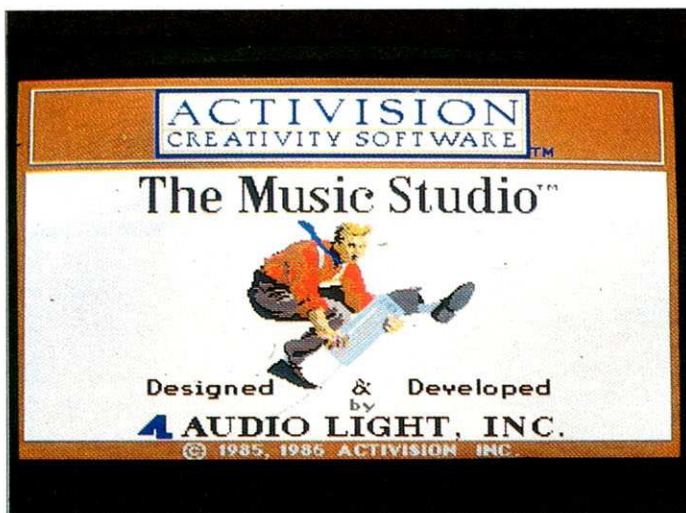 ACTIVISION
CREATIVITY SOFTWARE
TM
The Music Studio™
Designed & Developed
by
AUDIO LIGHT, INC.
© 1985, 1986 ACTIVISION INC.